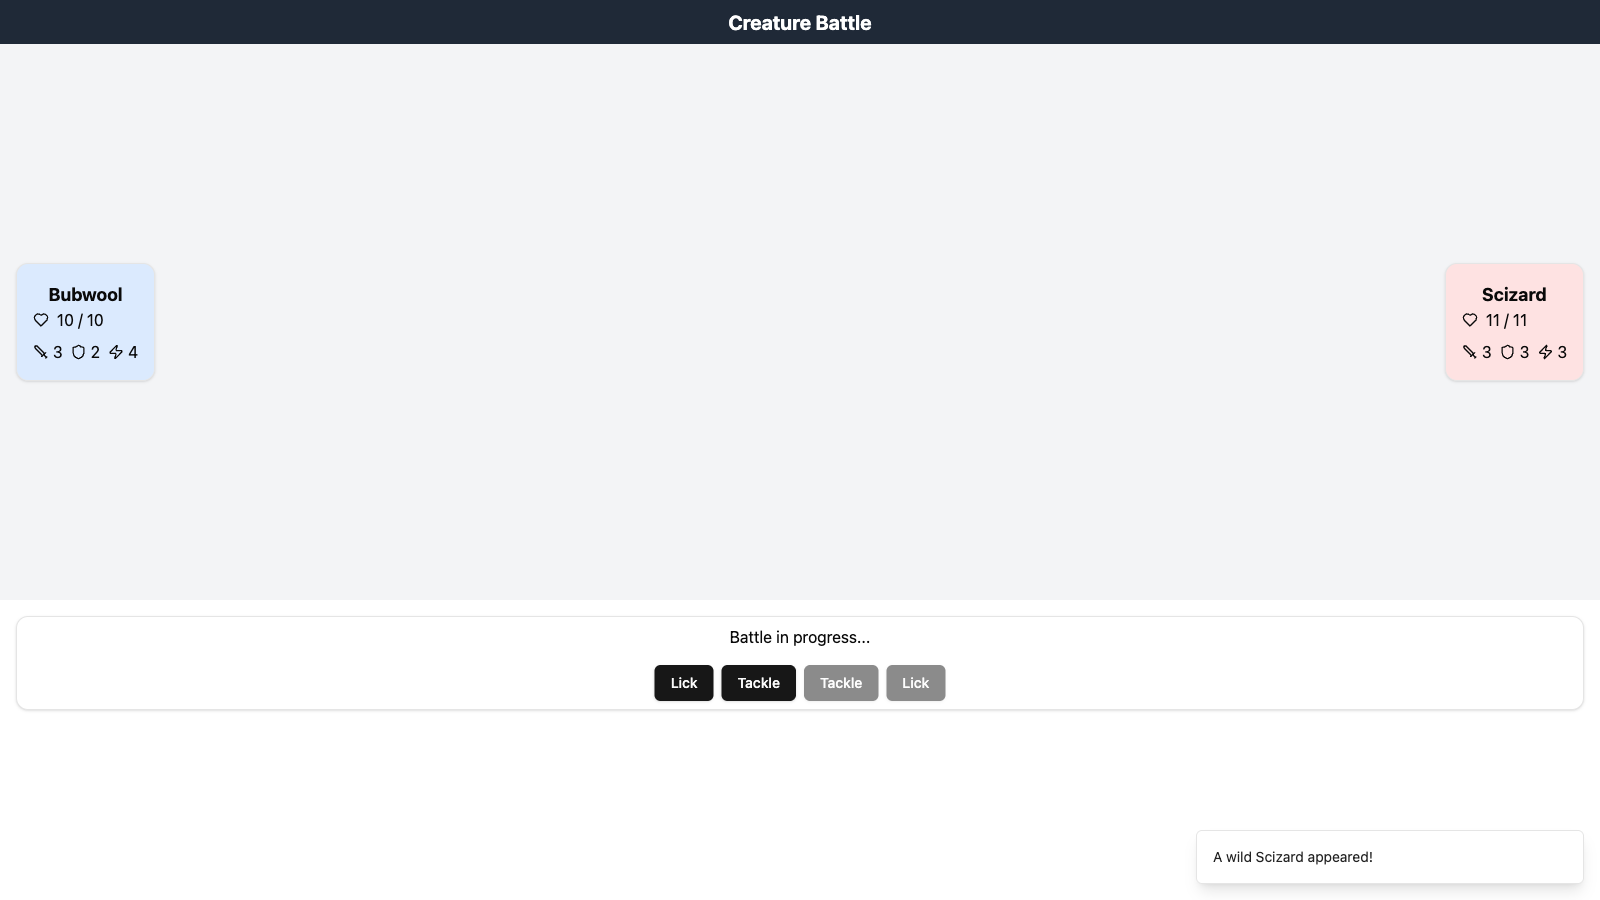 Creature Battle
Bubwool
10 / 10
3 2 4
Scizard
11 / 11
3 3 3
Battle in progress...
Lick Tackle Tackle Lick
A wild Scizard appeared!